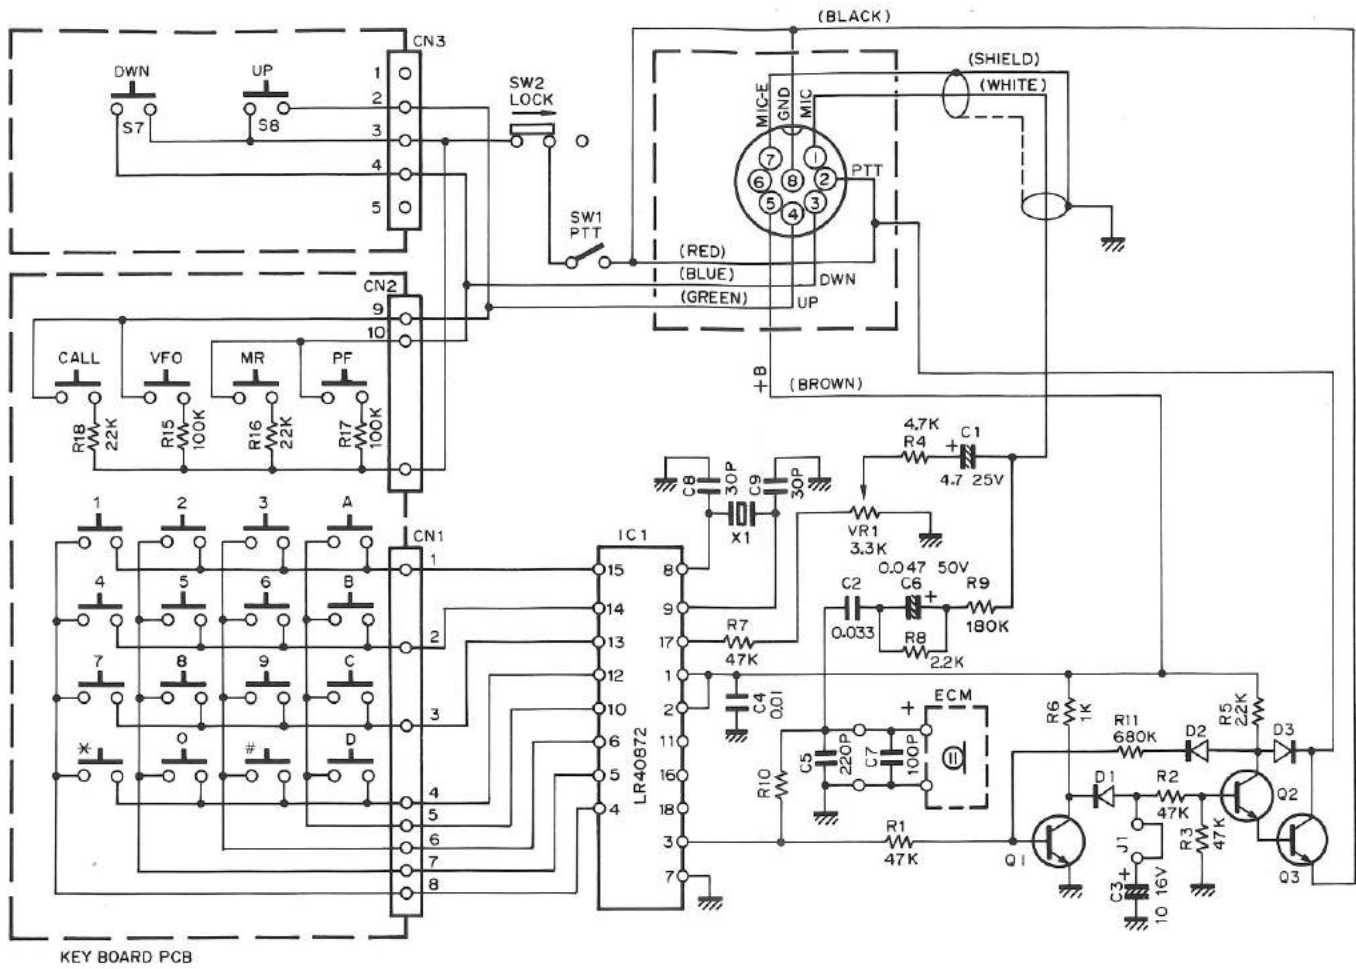 (BLACK)
CN3
DWN
UP
S7
S8
1
2
3
4
5
SW2
LOCK
SW1
PTT
(SHIELD)
(WHITE)
MIC-E
GND
MIC
7
1
6
8
2
5
4
3
PTT
(RED)
(BLUE)
(GREEN)
DWN
UP
+B
(BROWN)
CN2
9
10
CALL
VFO
MR
PF
R18
22K
R15
100K
R16
22K
R17
100K
CN1
1
2
3
A
4
5
6
B
7
8
9
C
*
0
#
D
1
2
3
4
5
6
7
8
KEY BOARD PCB
IC1
LR40872
15
14
13
12
10
6
5
4
8
9
17
1
2
11
16
18
3
7
C8
30P
C9
30P
X1
4.7K
R4
+
C1
4.7 25V
VR1
3.3K
0.047 50V
C2
C6
+
R9
0.033
R8
2.2K
180K
R7
47K
C4
0.01
R10
C5
220P
C7
100P
+
ECM
R1
47K
R6
1K
R11
680K
D2
R5
2.2K
D3
D1
R2
47K
R3
47K
Q1
Q2
Q3
J1
C3
+
10 16V